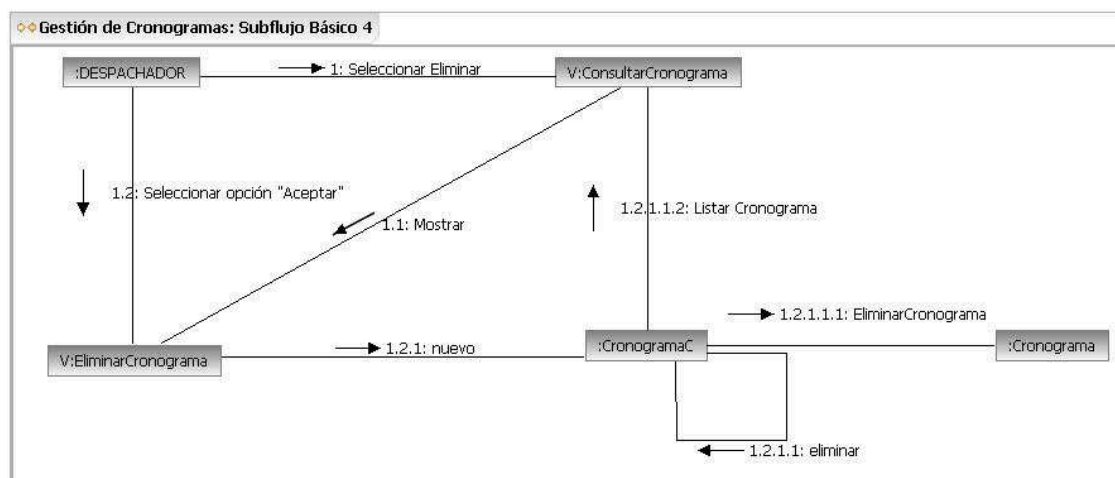 Gestión de Cronogramas: Subflujo Básico 4
:DESPACHADOR
1: Seleccionar Eliminar
V:ConsultarCronograma
1.2: Seleccionar opción "Aceptar"
1.1: Mostrar
1.2.1.1.2: Listar Cronograma
1.2.1.1.1: EliminarCronograma
V:EliminarCronograma
1.2.1: nuevo
:CronogramaC
:Cronograma
1.2.1.1: eliminar